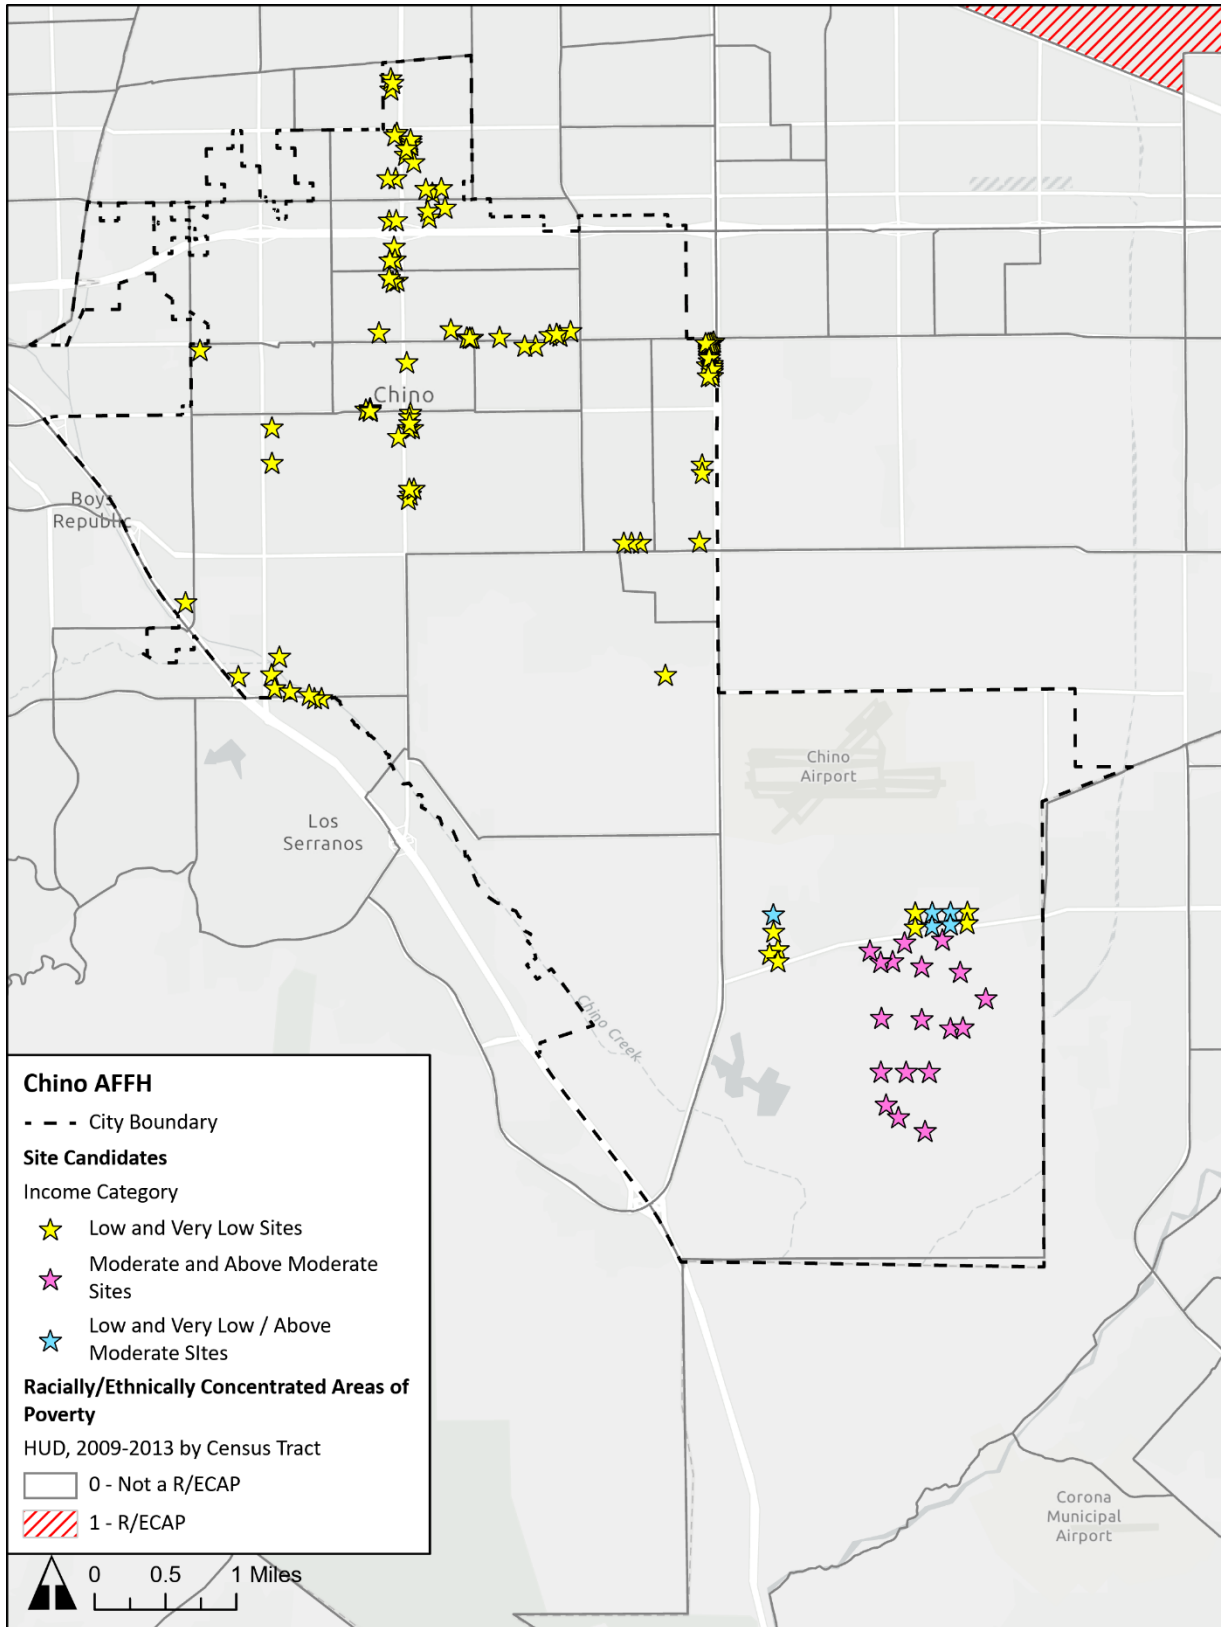 Chino
Boys
Republic
Chino
Airport
Los
Serranos
Chino Creek
Chino AFFH
City Boundary
Site Candidates
Income Category
Low and Very Low Sites
Moderate and Above Moderate
Sites
Low and Very Low / Above
Moderate SItes
Racially/Ethnically Concentrated Areas of
Poverty
HUD, 2009-2013 by Census Tract
0 - Not a R/ECAP
1 - R/ECAP
Corona
Municipal
Airport
0 0.5 1 Miles